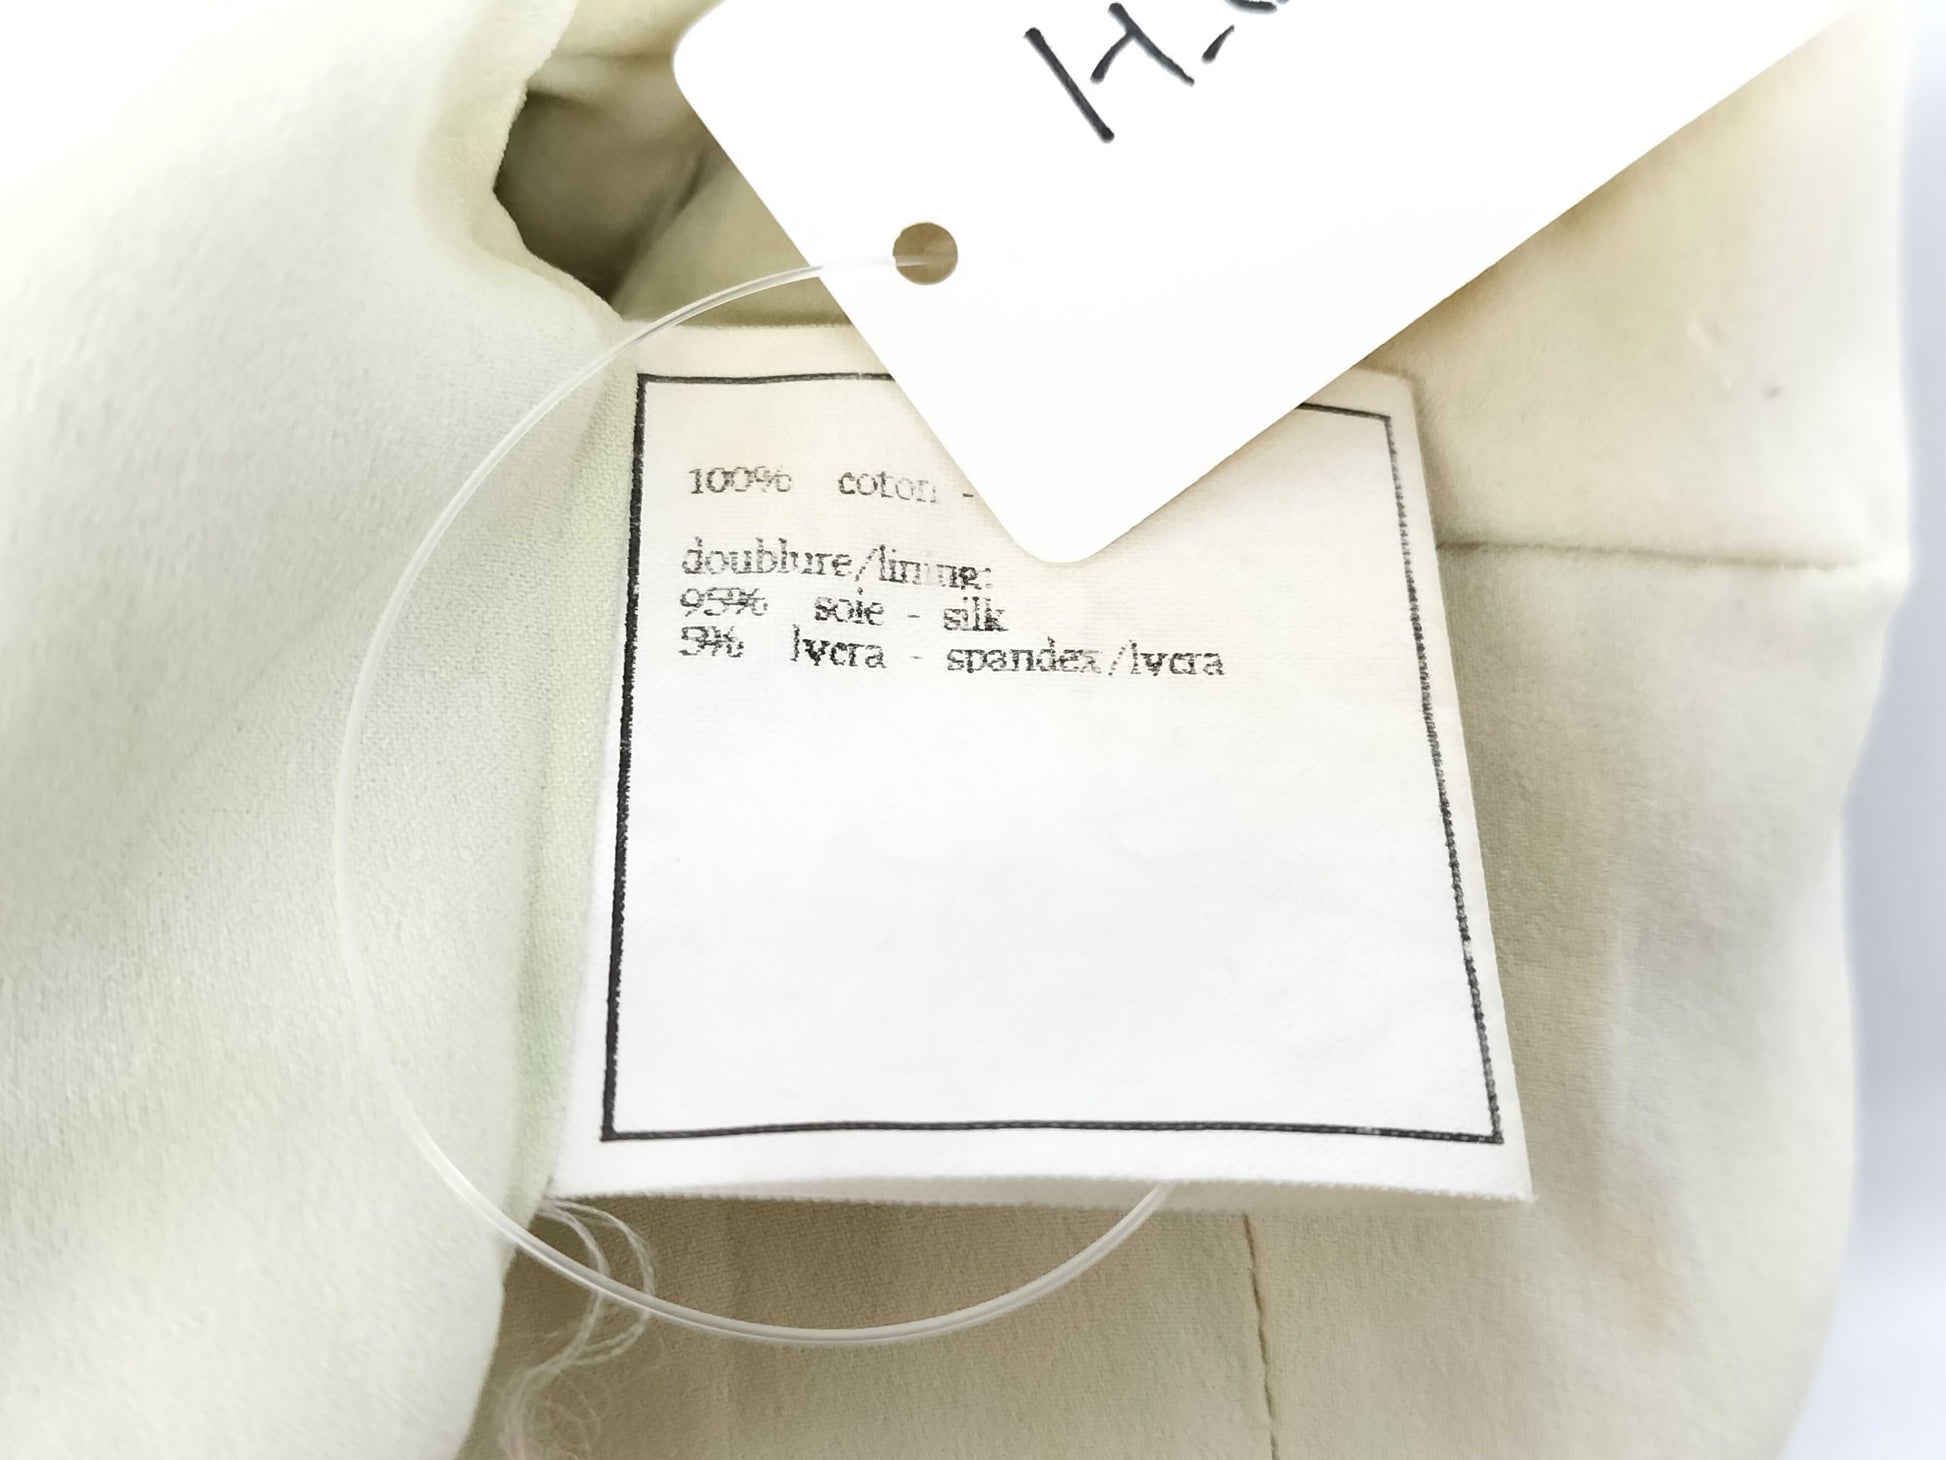 100% coton -
doublure/lining:
95% soie - silk
5% lycra - spandex/lycra